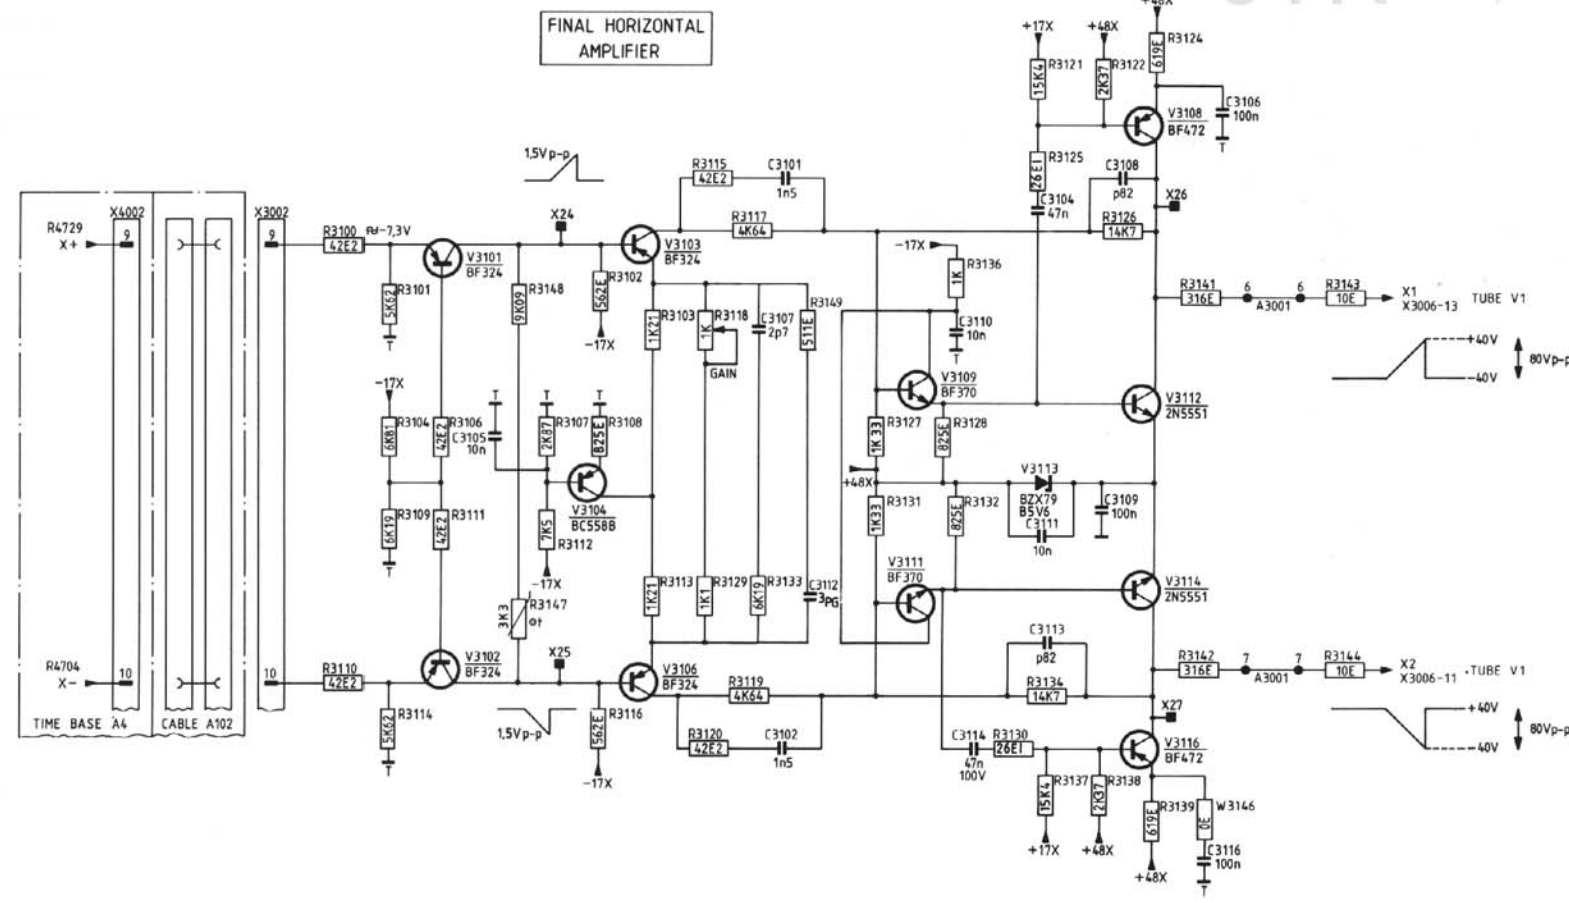 FINAL HORIZONTAL
AMPLIFIER
+48X
+17X
+48X
R3124
619E
R3121
15K4
R3122
2K37
C3106
100n
V3108
BF472
1,5Vp-p
R3115
42E2
C3101
1n5
R3125
26E1
C3108
p82
C3104
47n
X26
R4729
X+
X4002
9
X3002
9
R3100
42E2
-7,3V
X24
V3103
BF324
R3117
4K64
R3126
14K7
V3101
BF324
R3101
5K62
R3148
9K09
R3102
562E
-17X
R3103
1K21
R3118
1K
GAIN
C3107
2p7
R3149
511E
-17X
R3136
1K
C3110
10n
R3141
316E
6
A3001
6
R3143
10E
X1
X3006-13
TUBE V1
+40V
-40V
80Vp-p
V3109
BF370
V3112
2N5551
-17X
R3104
6K81
R3106
42E2
C3105
10n
T
T
T
R3107
2K87
R3108
825E
R3127
1K33
R3128
825E
+48X
V3113
BZX79
B5V6
C3111
10n
C3109
100n
R3109
6K19
R3111
42E2
V3104
BC558B
7K5
R3112
-17X
R3131
1K33
R3132
825E
R3147
3K3
R3113
1K21
R3129
1K1
R3133
6K19
C3112
3PG
V3111
BF370
V3114
2N5551
R4704
X-
10
10
R3110
42E2
V3102
BF324
X25
V3106
BF324
R3119
4K64
C3113
p82
R3134
14K7
R3142
316E
7
A3001
7
R3144
10E
X2
X3006-11
TUBE V1
+40V
-40V
80Vp-p
TIME BASE A4
CABLE A102
R3114
5K62
1,5Vp-p
R3116
562E
-17X
R3120
42E2
C3102
1n5
X27
C3114
47n
100V
R3130
26E1
V3116
BF472
R3137
15K4
R3138
2K37
+17X
+48X
R3139
619E
+48X
W3146
0E
C3116
100n